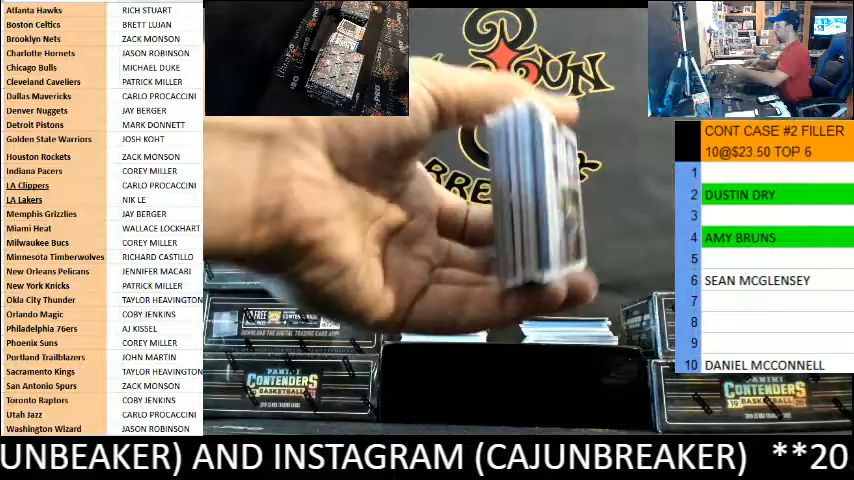 Atlanta Hawks RICH STUART
Boston Celtics BRETT LUJAN
Brooklyn Nets ZACK MONSON
Charlotte Hornets JASON ROBINSON
Chicago Bulls MICHAEL DUKE
Cleveland Cavaliers PATRICK MILLER
Dallas Mavericks CARLO PROCACCINI
Denver Nuggets JAY BERGER
Detroit Pistons MARK DONNETT
Golden State Warriors JOSH KOHT
Houston Rockets ZACK MONSON
Indiana Pacers COREY MILLER
LA Clippers CARLO PROCACCINI
LA Lakers NIK LE
Memphis Grizzlies JAY BERGER
Miami Heat WALLACE LOCKHART
Milwaukee Bucs COREY MILLER
Minnesota Timberwolves RICHARD CASTILLO
New Orleans Pelicans JENNIFER MACARI
New York Knicks PATRICK MILLER
Okla City Thunder TAYLOR HEAVINGTON
Orlando Magic COBY JENKINS
Philadelphia 76ers AJ KISSEL
Phoenix Suns COREY MILLER
Portland Trailblazers JOHN MARTIN
Sacramento Kings TAYLOR HEAVINGTON
San Antonio Spurs ZACK MONSON
Toronto Raptors COBY JENKINS
Utah Jazz CARLO PROCACCINI
Washington Wizard JASON ROBINSON
CONT CASE #2 FILLER
10@$23.50 TOP 6
1
2 DUSTIN DRY
3
4 AMY BRUNS
5
6 SEAN MCGLENSEY
7
8
9
10 DANIEL MCCONNELL
PANINI
CONTENDERS
BASKETBALL
PANINI
CONTENDERS
BASKETBALL
UNBEAKER) AND INSTAGRAM (CAJUNBREAKER) **20